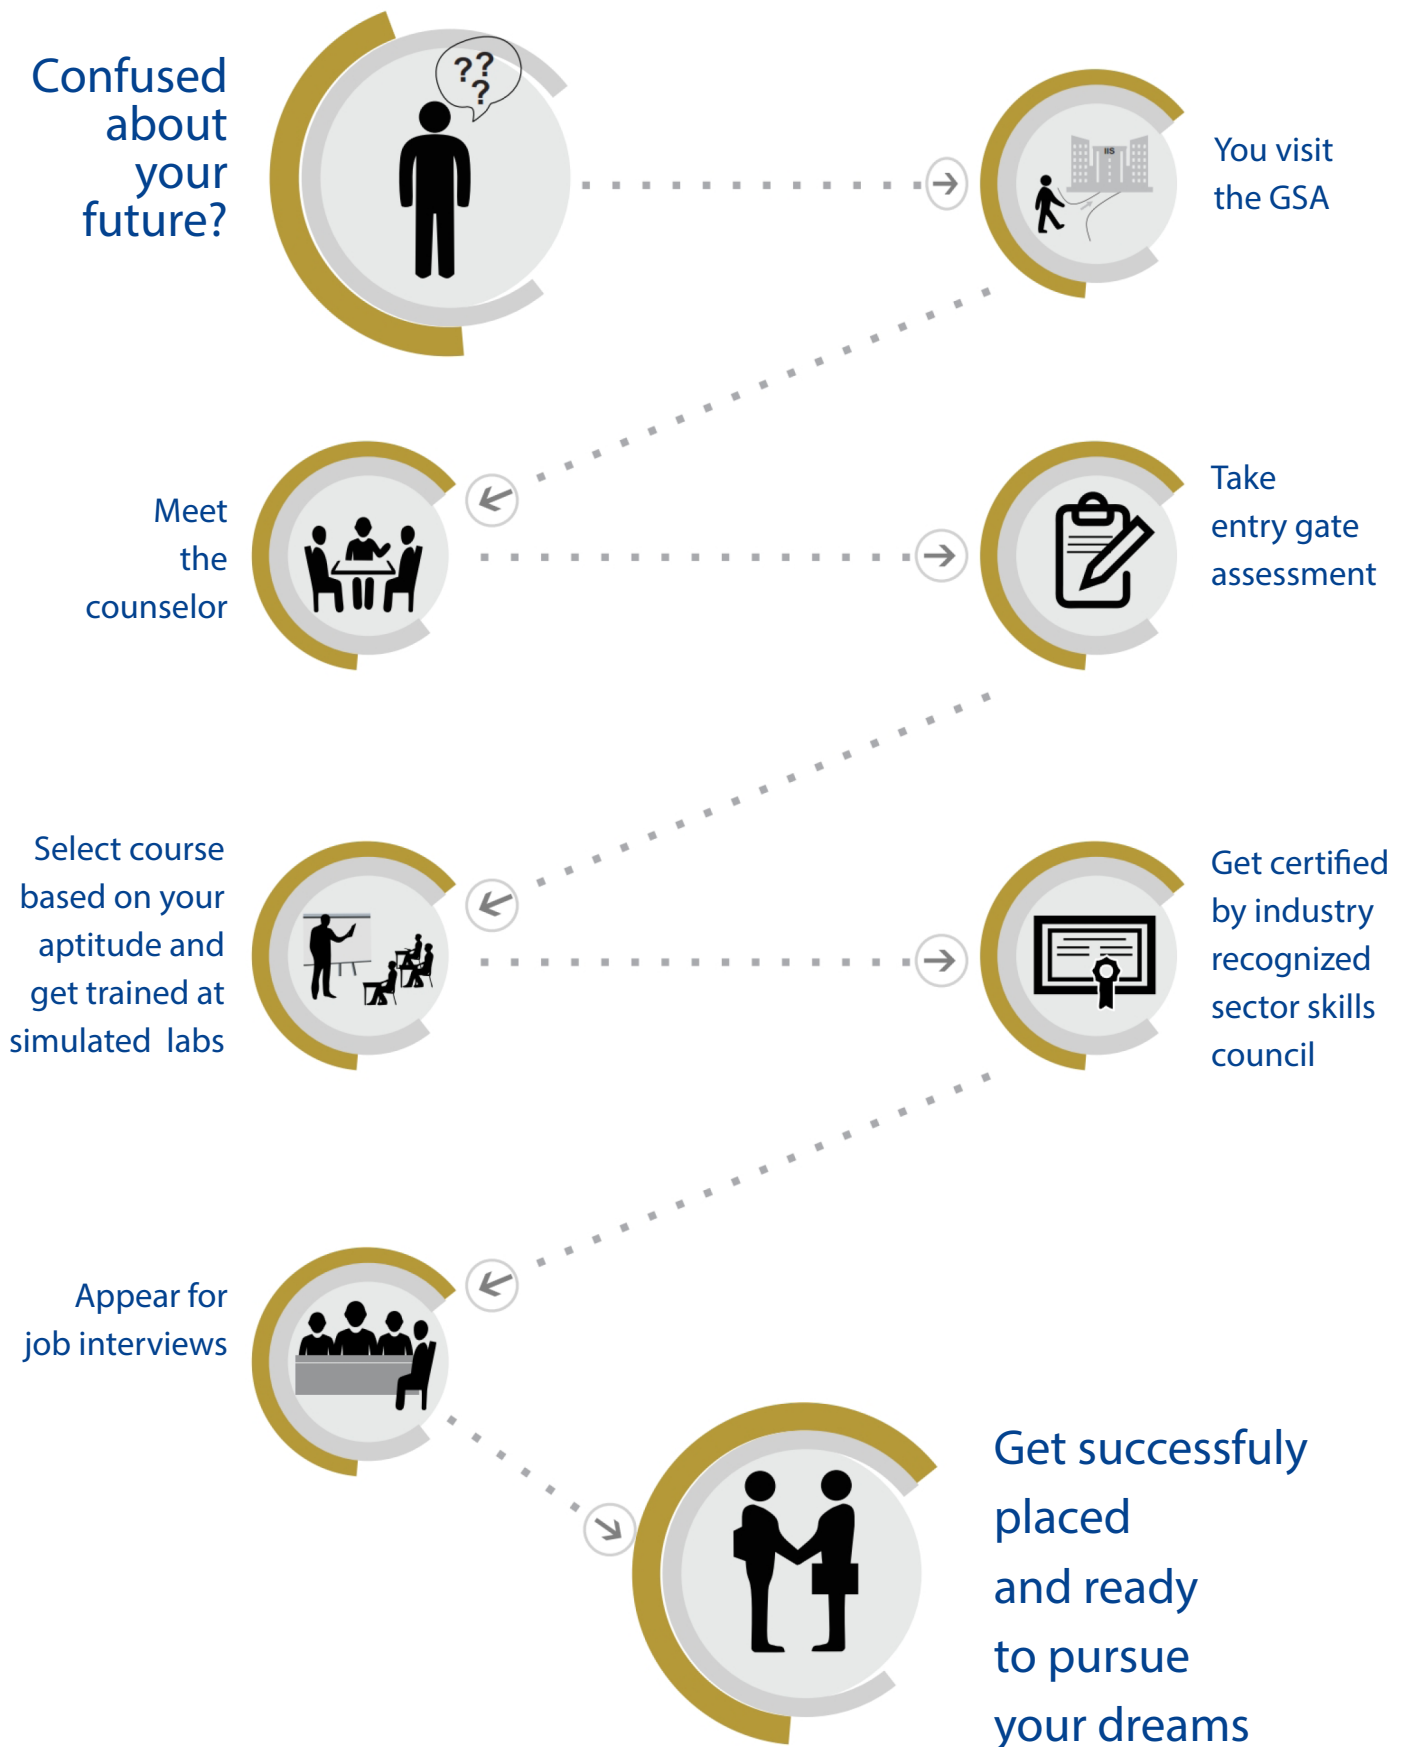 Confused
about
your
future?
??
?
IIS
You visit
the GSA
Meet
the
counselor
Take
entry gate
assessment
Select course
based on your
aptitude and
get trained at
simulated labs
Get certified
by industry
recognized
sector skills
council
Appear for
job interviews
Get successfuly
placed
and ready
to pursue
your dreams